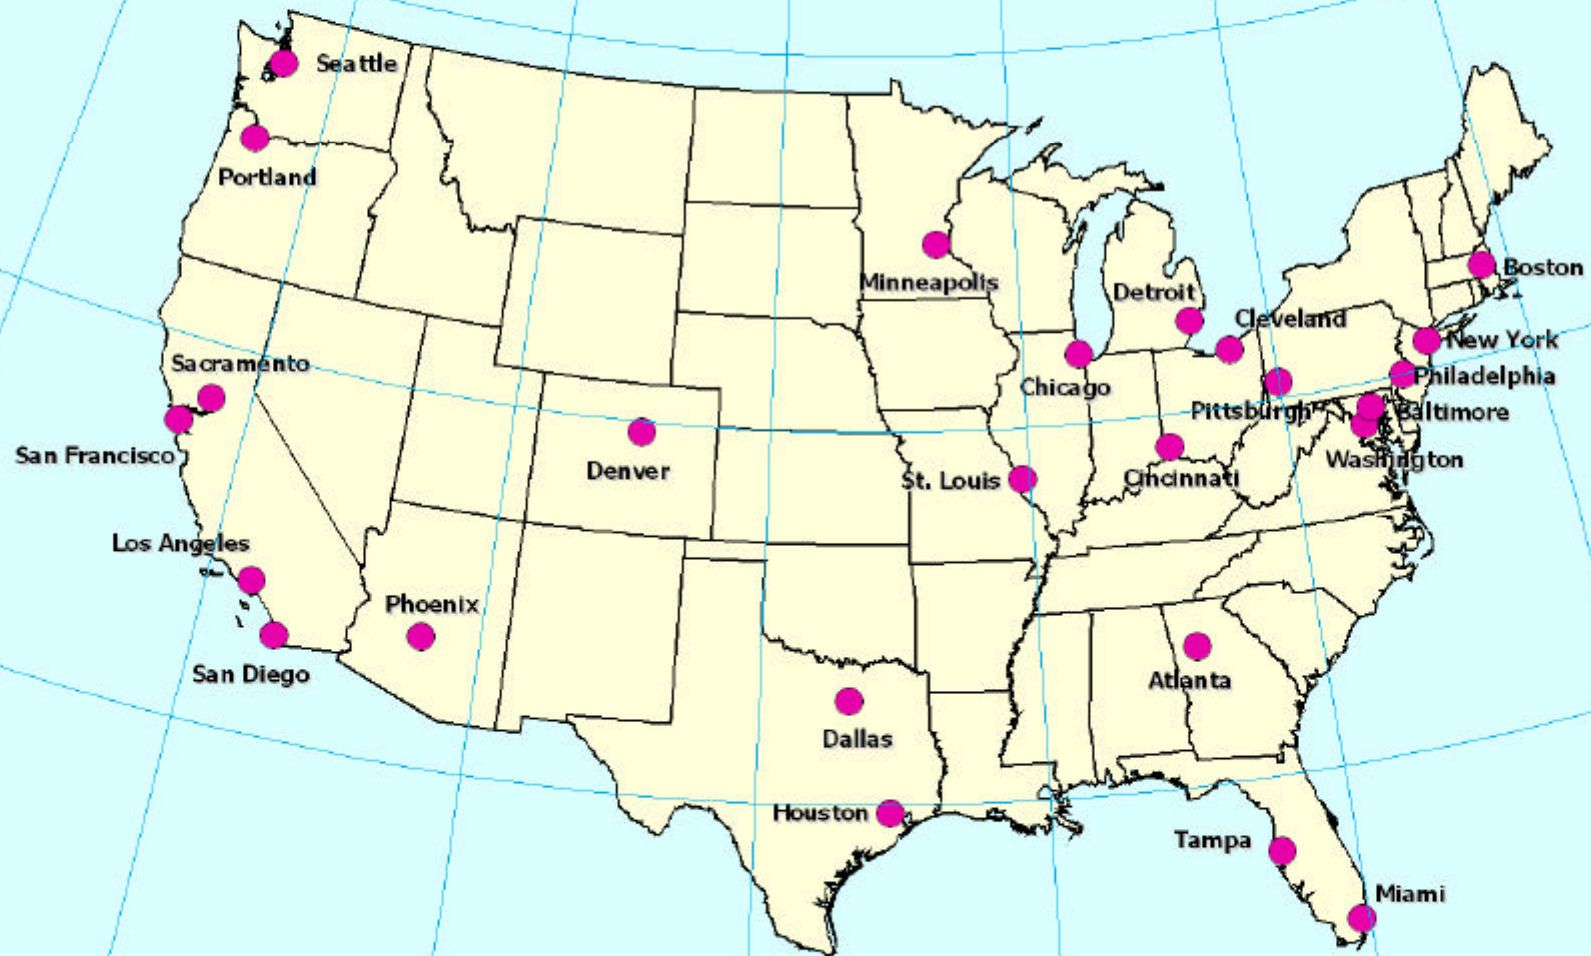 Seattle
Portland
Minneapolis
Boston
Detroit
Cleveland
New York
Sacramento
Chicago
Philadelphia
Pittsburgh
Baltimore
San Francisco
Denver
St. Louis
Cincinnati
Washington
Los Angeles
Phoenix
San Diego
Atlanta
Dallas
Houston
Tampa
Miami